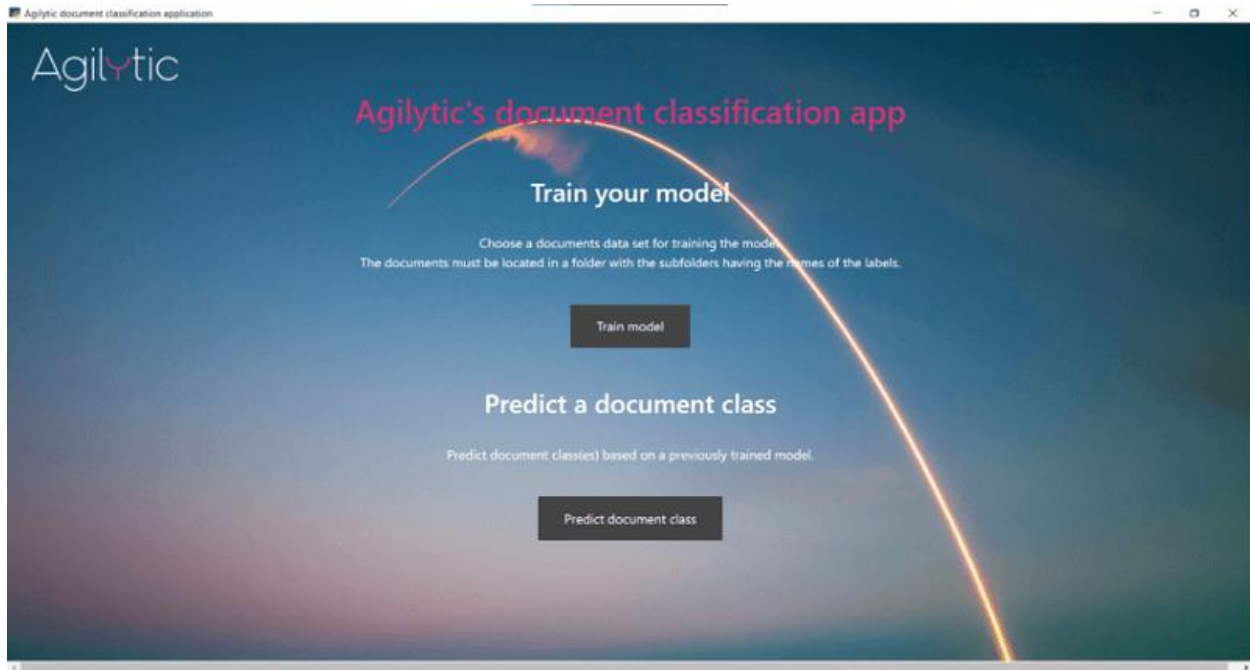 Agilytic document classification application
Agilytic
Agilytic's document classification app
Train your model
Choose a documents data set for training the model.
The documents must be located in a folder with the subfolders having the names of the labels.
Train model
Predict a document class
Predict document class(es) based on a previously trained model.
Predict document class